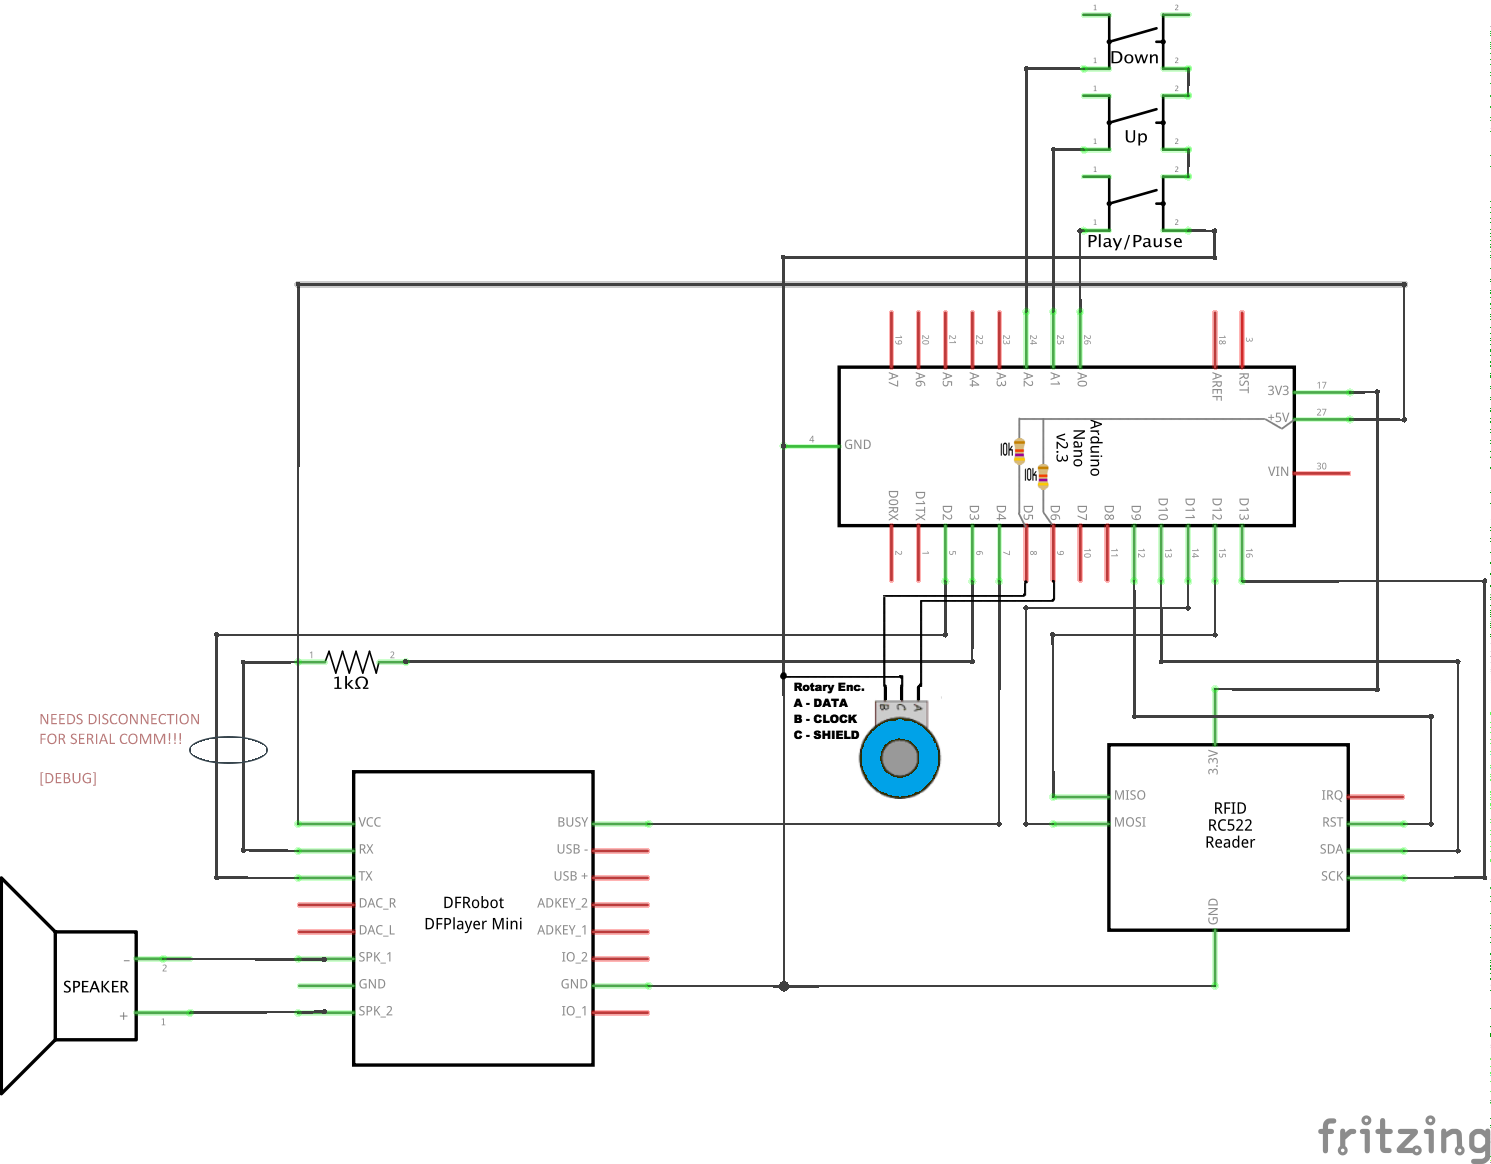 1 2
Down
1 2
1 2
Up
1 2
1 2
Play/Pause
19 20 21 22 23 24 25 26 18 3
A7 A6 A5 A4 A3 A2 A1 A0 AREF RST
3V3 17
+5V 27
4 GND
VIN 30
Arduino
Nano
v2.3
10k
10k
D0RX D1TX D2 D3 D4 D5 D6 D7 D8 D9 D10 D11 D12 D13
2 1 5 6 7 8 9 10 11 12 13 14 15 16
1 2
1kΩ
Rotary Enc.
A - DATA
B - CLOCK
C - SHIELD
B C A
NEEDS DISCONNECTION
FOR SERIAL COMM!!!
[DEBUG]
VCC
RX
TX
DAC_R
DAC_L
SPK_1
GND
SPK_2
DFRobot
DFPlayer Mini
BUSY
USB -
USB +
ADKEY_2
ADKEY_1
IO_2
GND
IO_1
SPEAKER
–
2
+
1
3.3V
MISO
MOSI
RFID
RC522
Reader
IRQ
RST
SDA
SCK
GND
fritzing